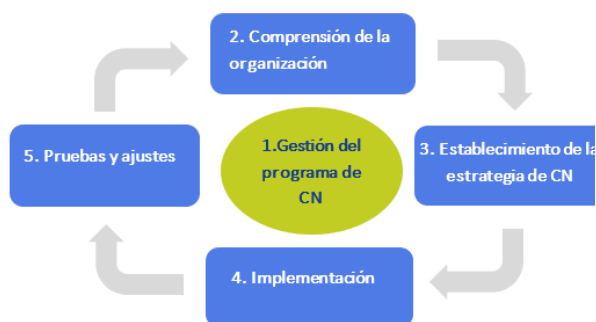 2. Comprensión de la
organización
1.Gestión del
programa de
CN
3. Establecimiento de la
estrategia de CN
4. Implementación
5. Pruebas y ajustes